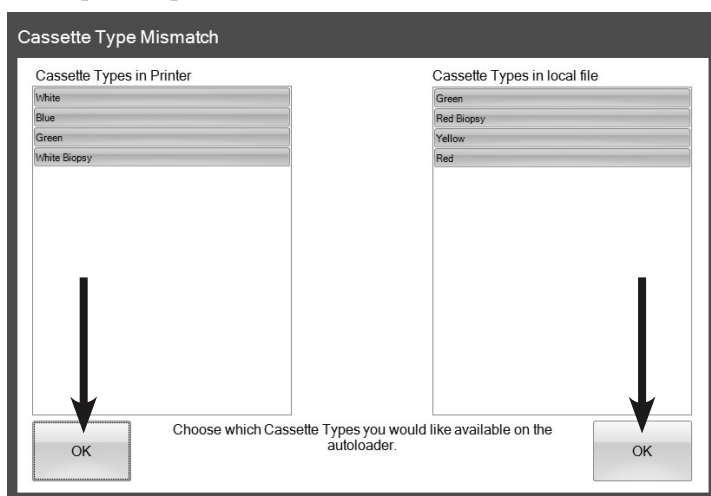 Cassette Type Mismatch
Cassette Types in Printer
White
Blue
Green
White Biopsy
Cassette Types in local file
Green
Red Biopsy
Yellow
Red
OK
Choose which Cassette Types you would like available on the
autoloader.
OK